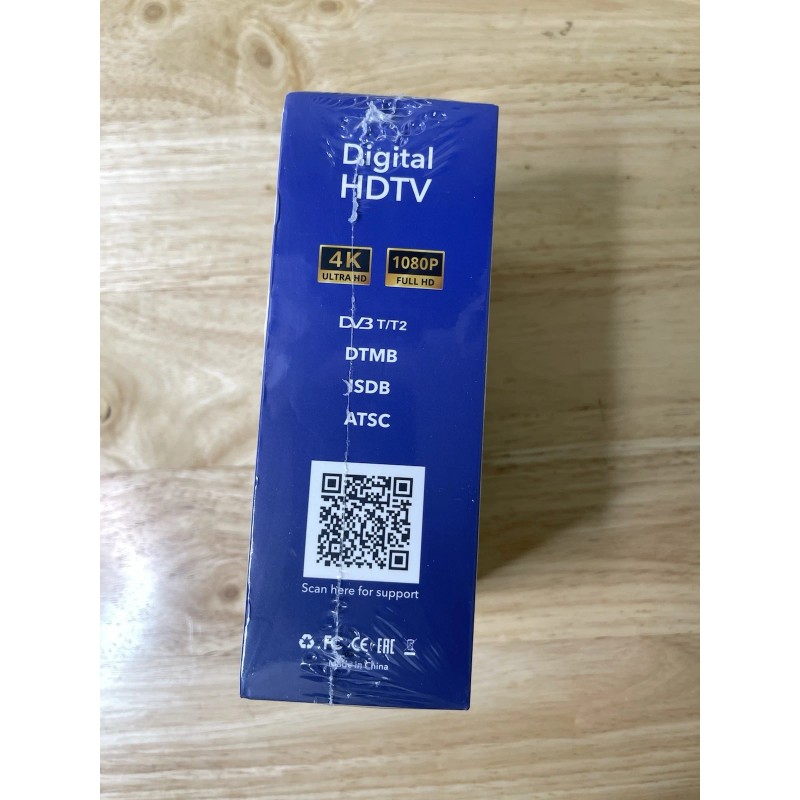 Digital
HDTV
4K
ULTRA HD
1080P
FULL HD
DVB T/T2
DTMB
ISDB
ATSC
Scan here for support
FC CE EAC
Made in China